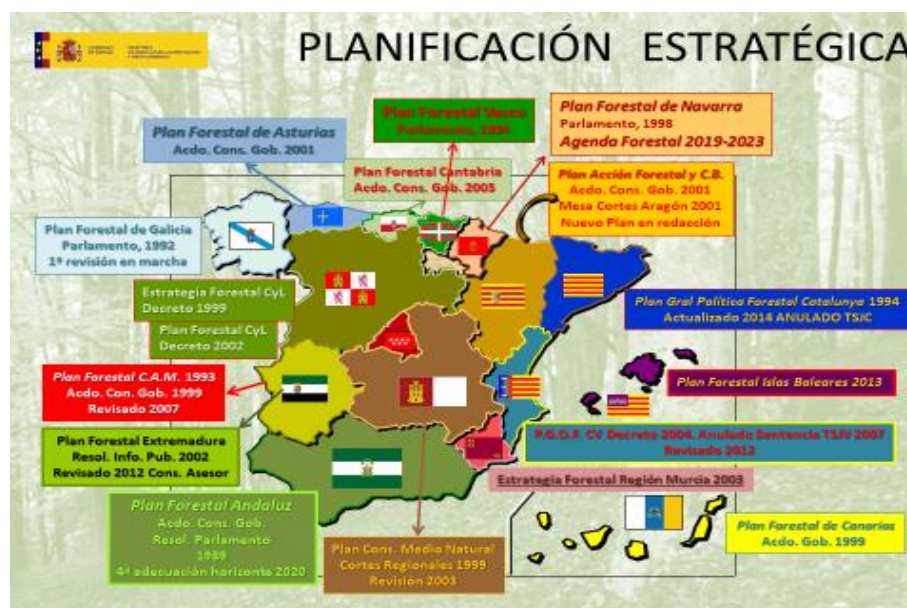 PLANIFICACIÓN ESTRATÉGICA
Plan Forestal Vasco
Parlamento, 1994
Plan Forestal de Navarra
Parlamento, 1998
Agenda Forestal 2019-2023
Plan Forestal de Asturias
Acdo. Cons. Gob. 2001
Plan Forestal Cantabria
Acdo. Cons. Gob. 2005
Plan Acción Forestal y C.B.
Acdo. Cons. Gob. 2001
Mesa Cortes Aragón 2001
Nuevo Plan en redacción
Plan Forestal de Galicia
Parlamento, 1992
1ª revisión en marcha
Estrategia Forestal CyL
Decreto 1999
Plan Forestal CyL
Decreto 2002
Plan Gral Política Forestal Catalunya 1994
Actualizado 2014 ANULADO TSJC
Plan Forestal C.A.M. 1993
Acdo. Con. Gob. 1999
Revisado 2007
Plan Forestal Islas Baleares 2013
Plan Forestal Extremadura
Resol. Info. Pub. 2002
Revisado 2012 Cons. Asesor
P.G.O.F. CV Decreto 2004. Anulado Sentencia TSJV 2007
Revisado 2012
Estrategia Forestal Región Murcia 2003
Plan Forestal Andaluz
Acdo. Cons. Gob.
Resol. Parlamento
1989
4ª adecuación horizonte 2020
Plan Cons. Medio Natural
Cortes Regionales 1999
Revisión 2003
Plan Forestal de Canarias
Acdo. Gob. 1999